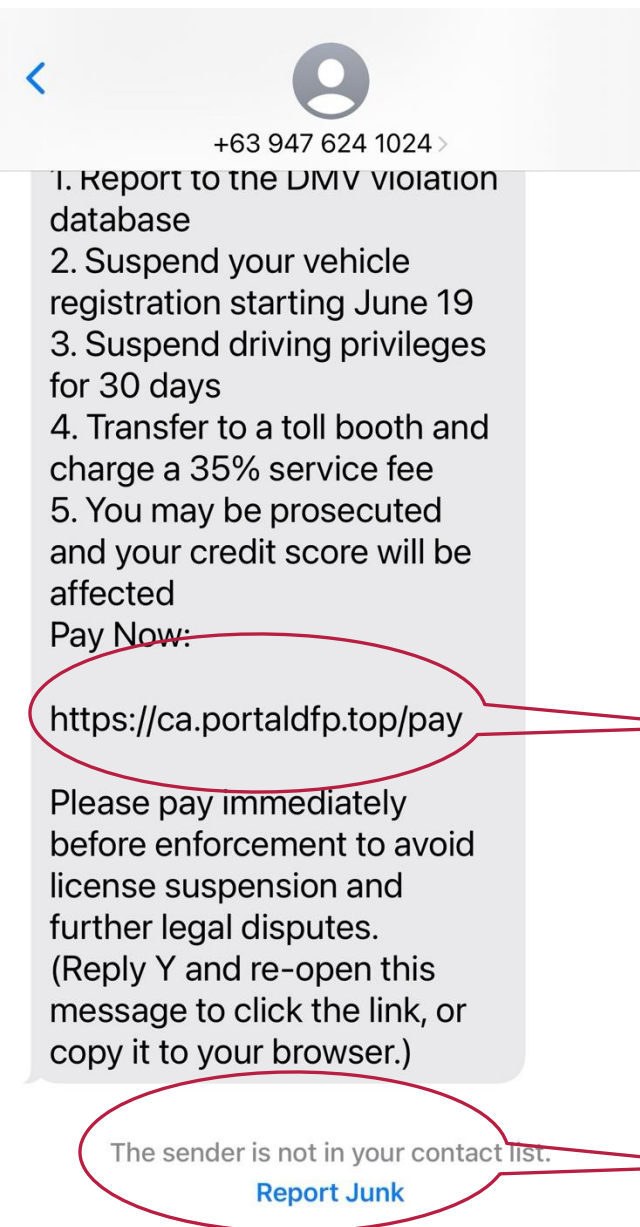 +63 947 624 1024
1. Report to the DMV violation
database
2. Suspend your vehicle
registration starting June 19
3. Suspend driving privileges
for 30 days
4. Transfer to a toll booth and
charge a 35% service fee
5. You may be prosecuted
and your credit score will be
affected
Pay Now:
https://ca.portaldfp.top/pay
Please pay immediately
before enforcement to avoid
license suspension and
further legal disputes.
(Reply Y and re-open this
message to click the link, or
copy it to your browser.)
The sender is not in your contact list.
Report Junk